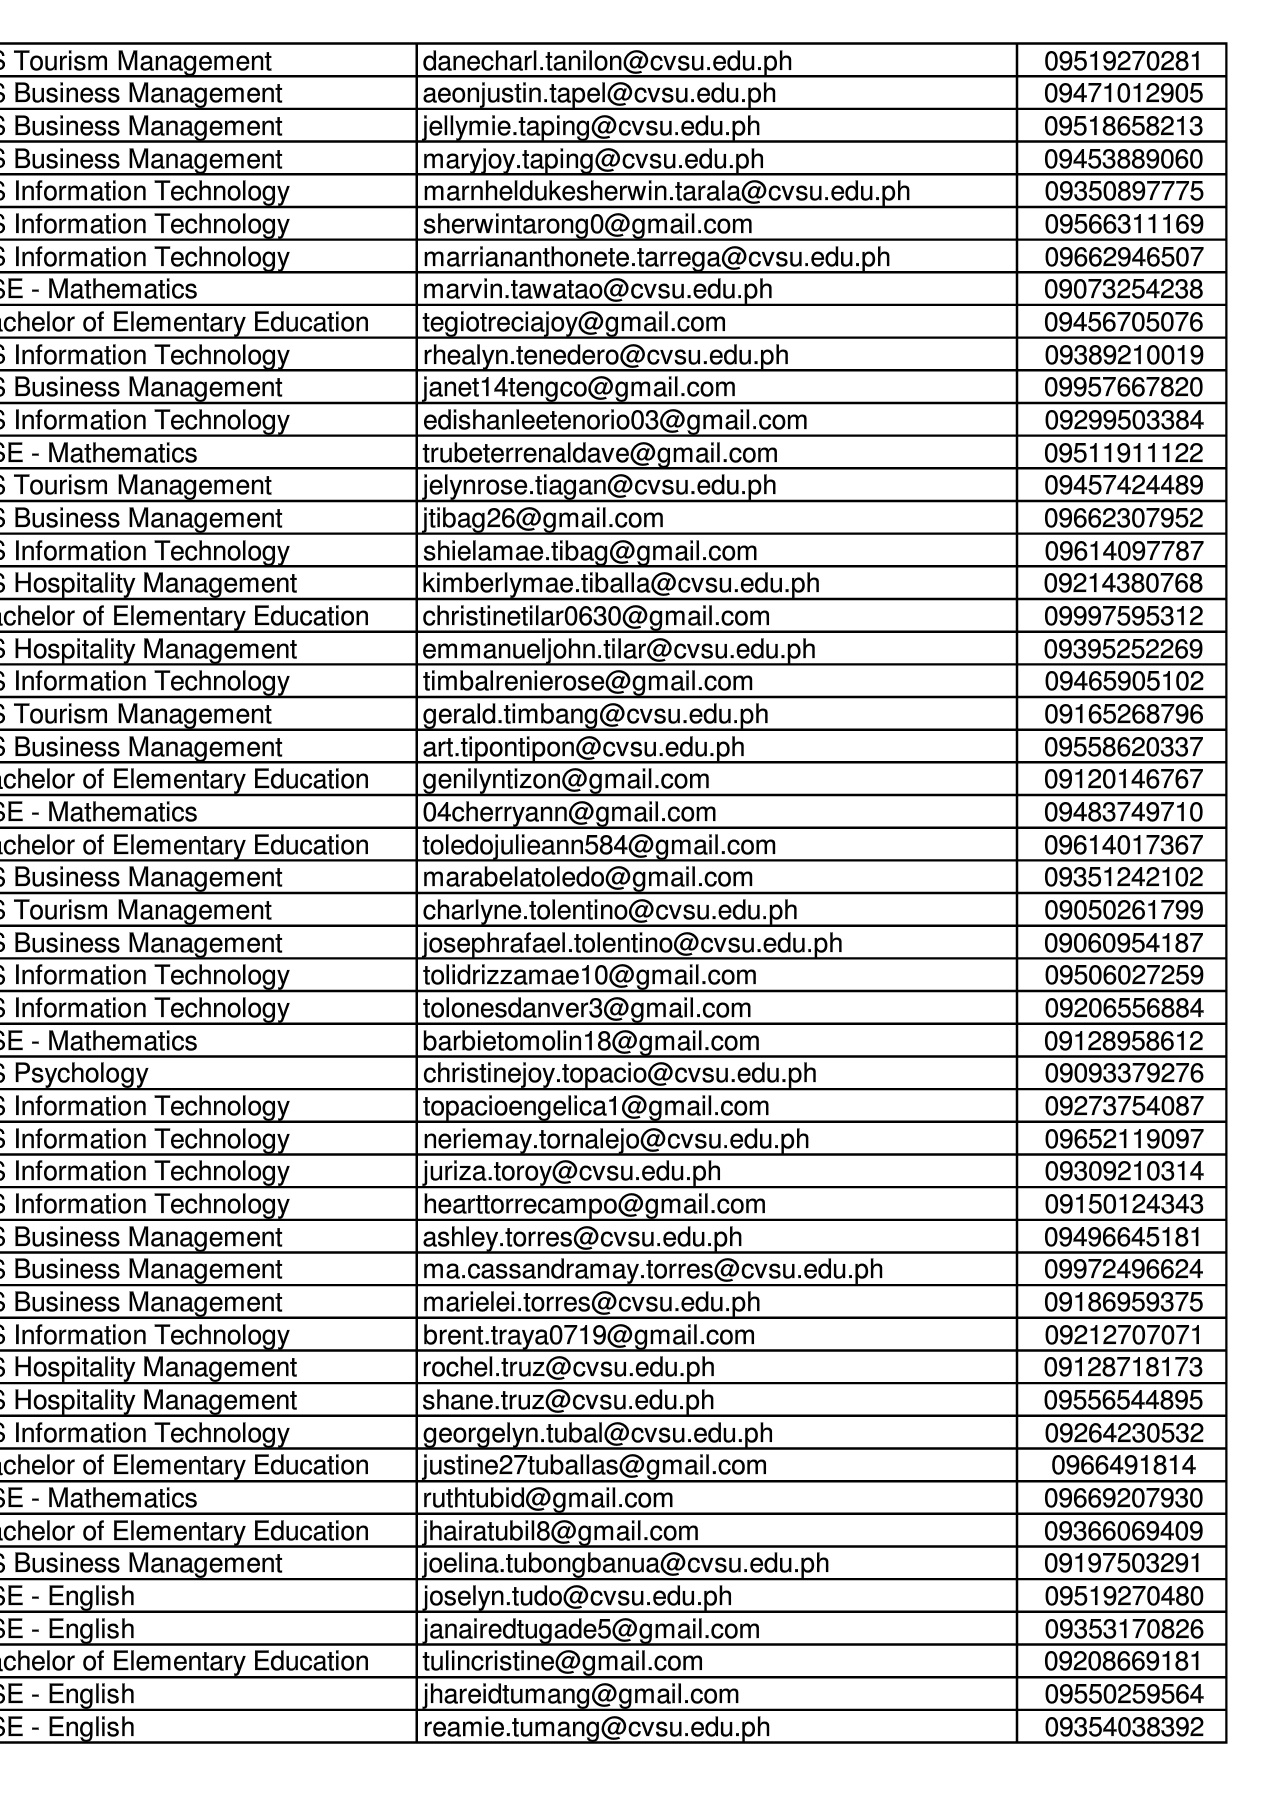 S Tourism Management danecharl.tanilon@cvsu.edu.ph 09519270281
S Business Management aeonjustin.tapel@cvsu.edu.ph 09471012905
S Business Management jellymie.taping@cvsu.edu.ph 09518658213
S Business Management maryjoy.taping@cvsu.edu.ph 09453889060
S Information Technology marnheldukesherwin.tarala@cvsu.edu.ph 09350897775
S Information Technology sherwintarong0@gmail.com 09566311169
S Information Technology marriananthonete.tarrega@cvsu.edu.ph 09662946507
SE - Mathematics marvin.tawatao@cvsu.edu.ph 09073254238
achelor of Elementary Education tegiotreciajoy@gmail.com 09456705076
S Information Technology rhealyn.tenedero@cvsu.edu.ph 09389210019
S Business Management janet14tengco@gmail.com 09957667820
S Information Technology edishanleetenorio03@gmail.com 09299503384
SE - Mathematics trubeterrenaldave@gmail.com 09511911122
S Tourism Management jelynrose.tiagan@cvsu.edu.ph 09457424489
S Business Management jtibag26@gmail.com 09662307952
S Information Technology shielamae.tibag@gmail.com 09614097787
S Hospitality Management kimberlymae.tiballa@cvsu.edu.ph 09214380768
achelor of Elementary Education christinetilar0630@gmail.com 09997595312
S Hospitality Management emmanueljohn.tilar@cvsu.edu.ph 09395252269
S Information Technology timbalrenierose@gmail.com 09465905102
S Tourism Management gerald.timbang@cvsu.edu.ph 09165268796
S Business Management art.tipontipon@cvsu.edu.ph 09558620337
achelor of Elementary Education genilyntizon@gmail.com 09120146767
SE - Mathematics 04cherryann@gmail.com 09483749710
achelor of Elementary Education toledojulieann584@gmail.com 09614017367
S Business Management marabelatoledo@gmail.com 09351242102
S Tourism Management charlyne.tolentino@cvsu.edu.ph 09050261799
S Business Management josephrafael.tolentino@cvsu.edu.ph 09060954187
S Information Technology tolidrizzamae10@gmail.com 09506027259
S Information Technology tolonesdanver3@gmail.com 09206556884
SE - Mathematics barbietomolin18@gmail.com 09128958612
S Psychology christinejoy.topacio@cvsu.edu.ph 09093379276
S Information Technology topacioengelica1@gmail.com 09273754087
S Information Technology neriemay.tornalejo@cvsu.edu.ph 09652119097
S Information Technology juriza.toroy@cvsu.edu.ph 09309210314
S Information Technology hearttorrecampo@gmail.com 09150124343
S Business Management ashley.torres@cvsu.edu.ph 09496645181
S Business Management ma.cassandramay.torres@cvsu.edu.ph 09972496624
S Business Management marielei.torres@cvsu.edu.ph 09186959375
S Information Technology brent.traya0719@gmail.com 09212707071
S Hospitality Management rochel.truz@cvsu.edu.ph 09128718173
S Hospitality Management shane.truz@cvsu.edu.ph 09556544895
S Information Technology georgelyn.tubal@cvsu.edu.ph 09264230532
achelor of Elementary Education justine27tuballas@gmail.com 0966491814
SE - Mathematics ruthtubid@gmail.com 09669207930
achelor of Elementary Education jhairatubil8@gmail.com 09366069409
S Business Management joelina.tubongbanua@cvsu.edu.ph 09197503291
SE - English joselyn.tudo@cvsu.edu.ph 09519270480
SE - English janairedtugade5@gmail.com 09353170826
achelor of Elementary Education tulincristine@gmail.com 09208669181
SE - English jhareidtumang@gmail.com 09550259564
SE - English reamie.tumang@cvsu.edu.ph 09354038392